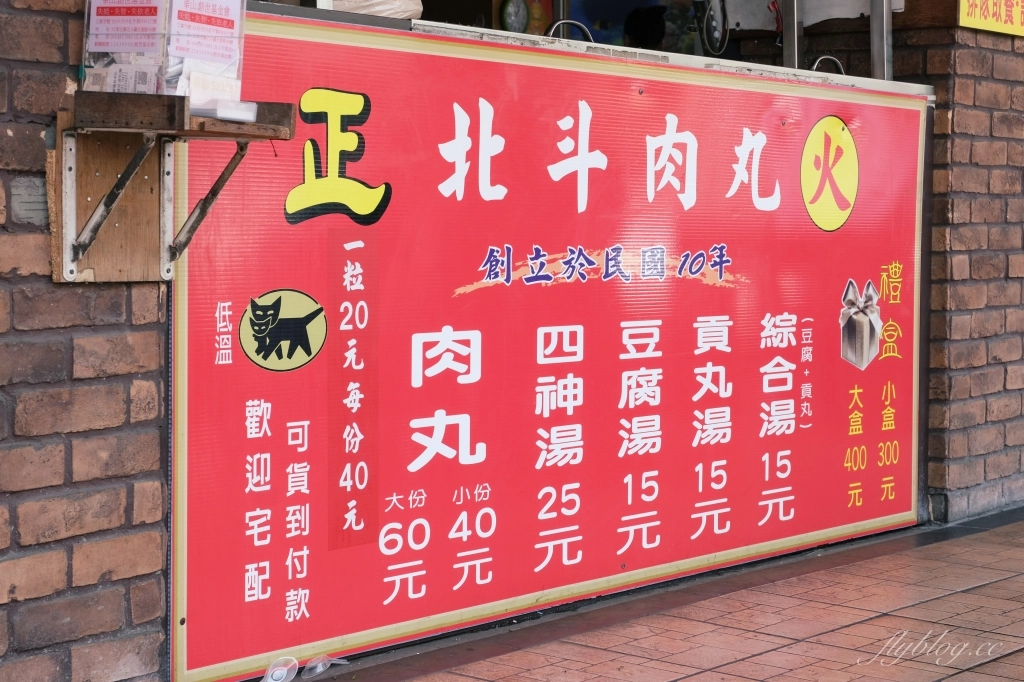 正
北斗肉丸
火
創立於民國10年
禮盒
小盒300元
大盒400元
綜合湯15元
(豆腐+貢丸)
貢丸湯15元
豆腐湯15元
四神湯25元
肉丸
小份40元
大份60元
一粒20元每份40元
低溫
可貨到付款
歡迎宅配
flyblog.cc